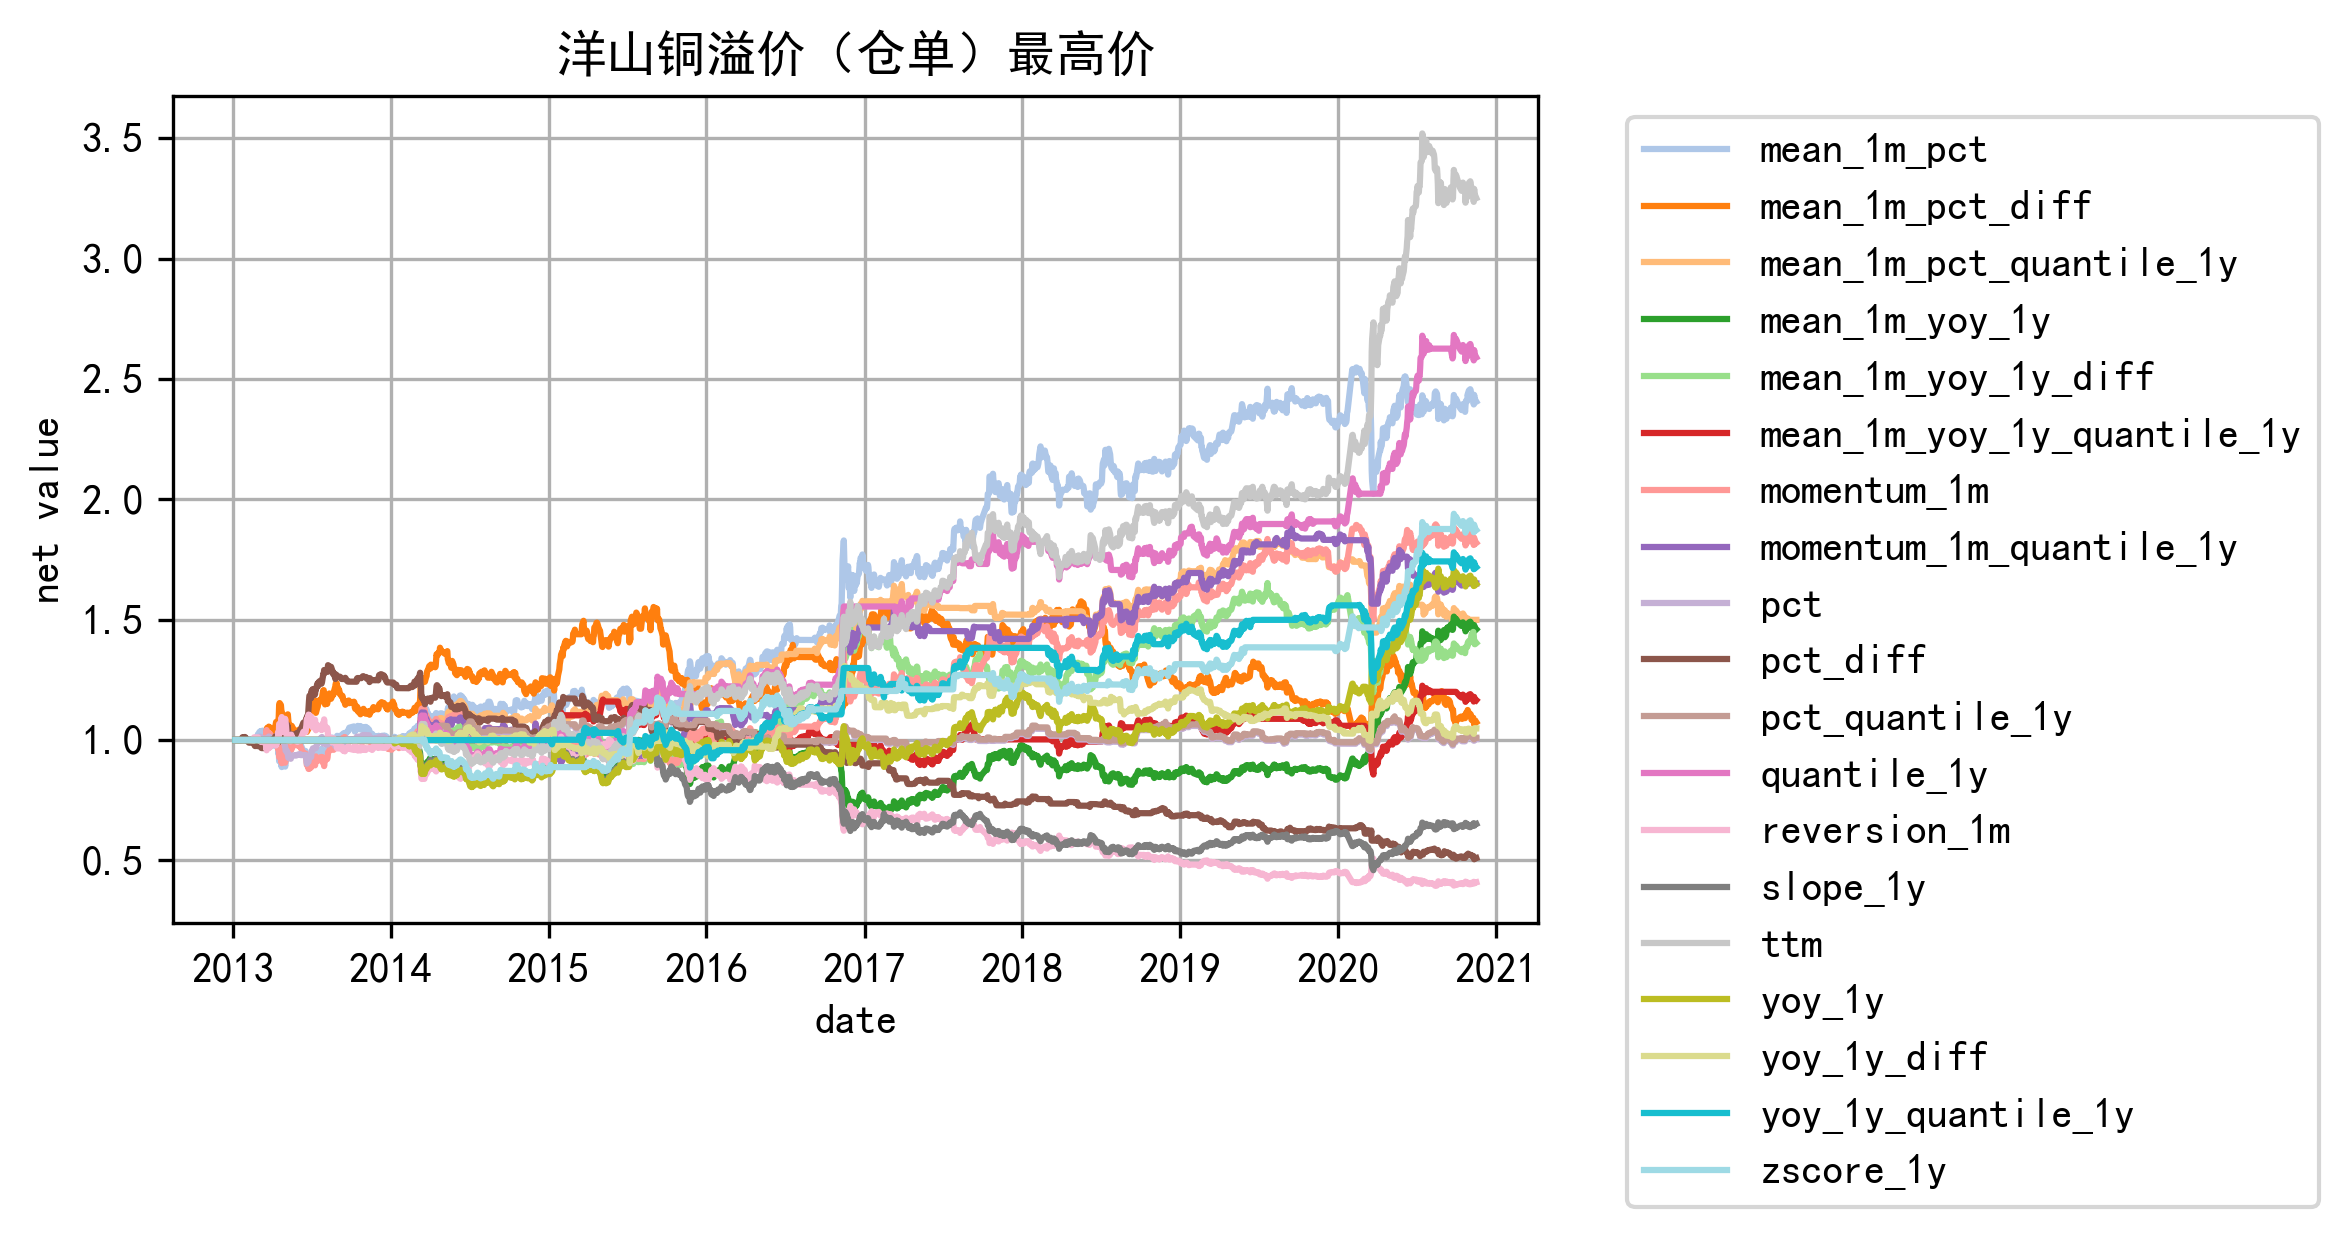 洋山铜溢价（仓单）最高价
3.5
3.0
2.5
2.0
1.5
1.0
0.5
net value
2013 2014 2015 2016 2017 2018 2019 2020 2021
date
mean_1m_pct
mean_1m_pct_diff
mean_1m_pct_quantile_1y
mean_1m_yoy_1y
mean_1m_yoy_1y_diff
mean_1m_yoy_1y_quantile_1y
momentum_1m
momentum_1m_quantile_1y
pct
pct_diff
pct_quantile_1y
quantile_1y
reversion_1m
slope_1y
ttm
yoy_1y
yoy_1y_diff
yoy_1y_quantile_1y
zscore_1y